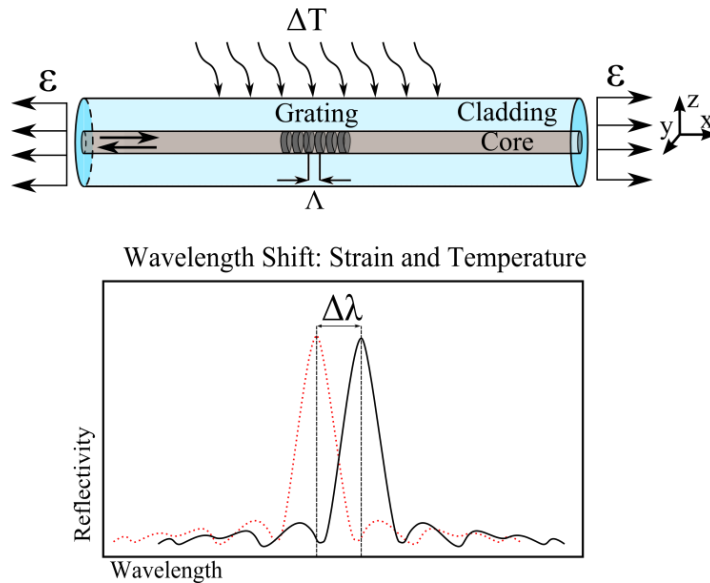 ΔT
ε
ε
Grating
Cladding
Core
z
y
x
Λ
Wavelength Shift: Strain and Temperature
Δλ
Reflectivity
Wavelength